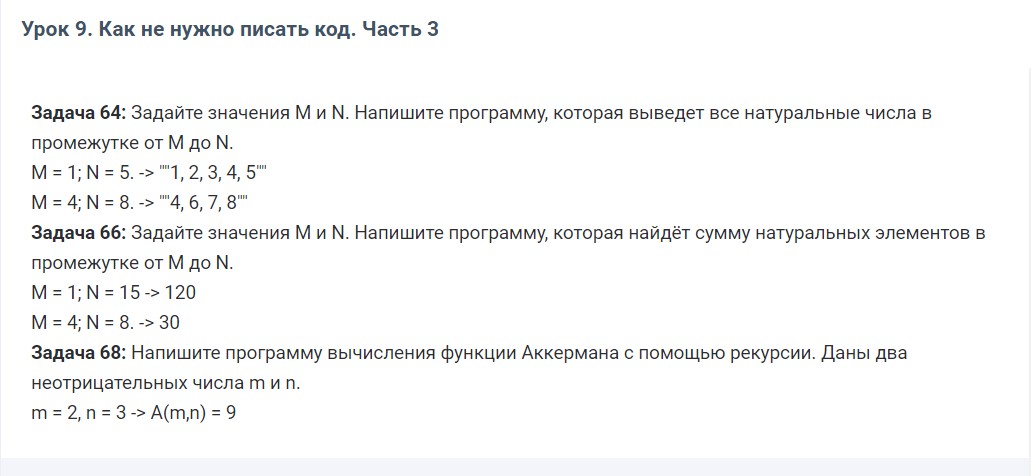 Урок 9. Как не нужно писать код. Часть 3
Задача 64: Задайте значения M и N. Напишите программу, которая выведет все натуральные числа в
промежутке от M до N.
M = 1; N = 5. -> ""1, 2, 3, 4, 5""
M = 4; N = 8. -> ""4, 6, 7, 8""
Задача 66: Задайте значения M и N. Напишите программу, которая найдёт сумму натуральных элементов в
промежутке от M до N.
M = 1; N = 15 -> 120
M = 4; N = 8. -> 30
Задача 68: Напишите программу вычисления функции Аккермана с помощью рекурсии. Даны два
неотрицательных числа m и n.
m = 2, n = 3 -> A(m,n) = 9